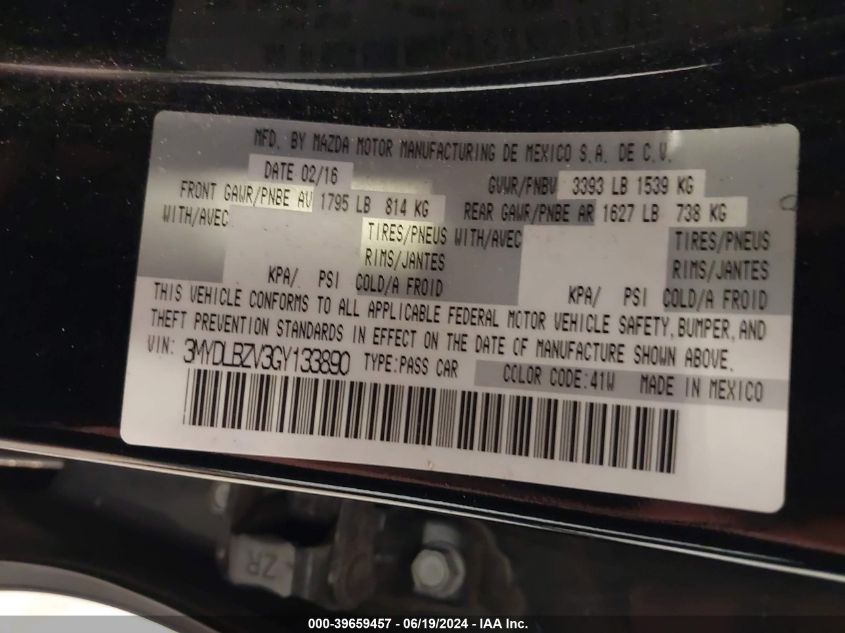 MFD. BY MAZDA MOTOR MANUFACTURING DE MEXICO S.A. DE C.V.
DATE 02/16 GVWR/PNBV 3393 LB 1539 KG
FRONT GAWR/PNBE AV 1795 LB 814 KG REAR GAWR/PNBE AR 1627 LB 738 KG
WITH/AVEC TIRES/PNEUS WITH/AVEC TIRES/PNEUS
RIMS/JANTES RIMS/JANTES
KPA/ PSI COLD/A FROID KPA/ PSI COLD/A FROID
THIS VEHICLE CONFORMS TO ALL APPLICABLE FEDERAL MOTOR VEHICLE SAFETY, BUMPER, AND
THEFT PREVENTION STANDARDS IN EFFECT ON THE DATE OF MANUFACTURE SHOWN ABOVE.
VIN: 3MYDLBZV3GY133890 TYPE:PASS CAR COLOR CODE:41W MADE IN MEXICO
ZR
000-39659457 - 06/19/2024 - IAA Inc.